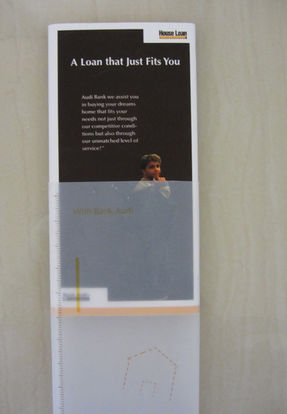 House Loan
A Loan that Just Fits You
Audi Bank we assist you
in buying your dreams
home that fits your
needs not just through
our competitive condi-
tions but also through
our unmatched level of
service!"
With Bank Audi